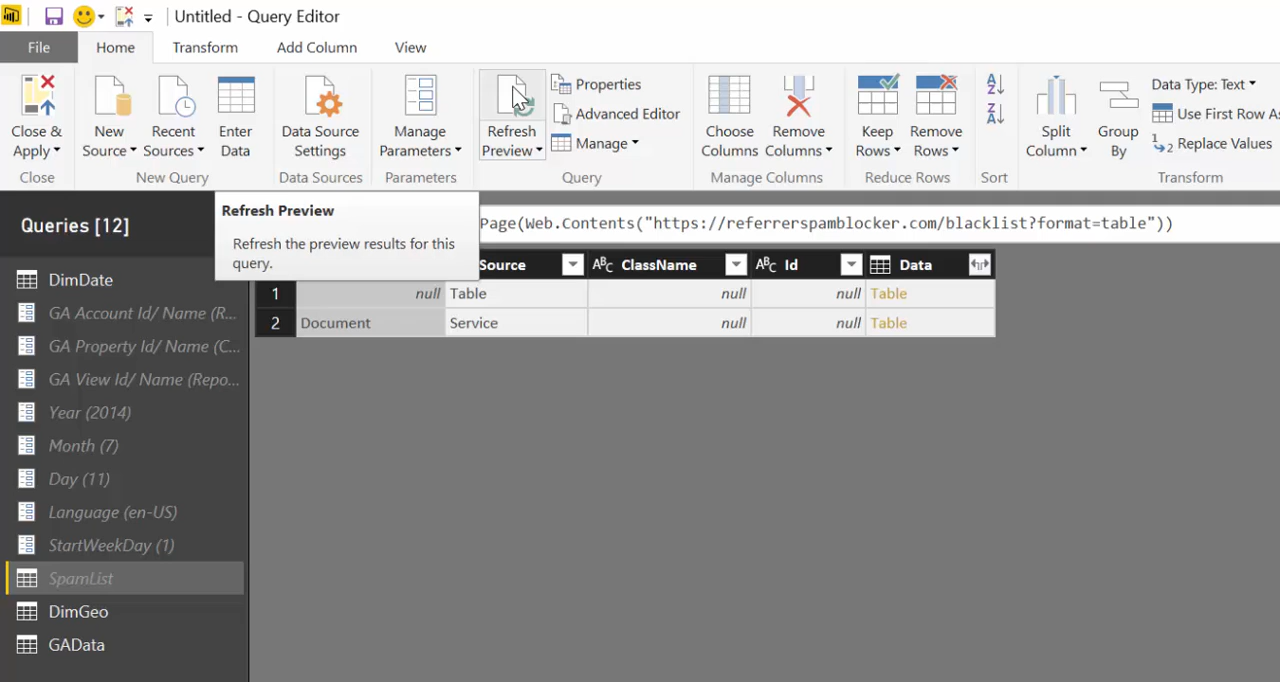 Untitled - Query Editor
File
Home
Transform
Add Column
View
Close &
Apply
Close
New
Source
Recent
Sources
Enter
Data
New Query
Data Source
Settings
Data Sources
Manage
Parameters
Parameters
Refresh
Preview
Properties
Advanced Editor
Manage
Query
Choose
Columns
Remove
Columns
Manage Columns
Keep
Rows
Remove
Rows
Reduce Rows
A
Z
Z
A
Sort
Split
Column
Group
By
Data Type: Text
Use First Row As
1
2
Replace Values
Transform
Queries [12]
Refresh Preview
Refresh the preview results for this
query.
Page(Web.Contents("https://referrerspamblocker.com/blacklist?format=table"))
Source
ABC ClassName
ABC Id
Data
1 null Table null null Table
2 Document Service null null Table
DimDate
GA Account Id/ Name (R...
GA Property Id/ Name (C...
GA View Id/ Name (Repo...
Year (2014)
Month (7)
Day (11)
Language (en-US)
StartWeekDay (1)
SpamList
DimGeo
GAData